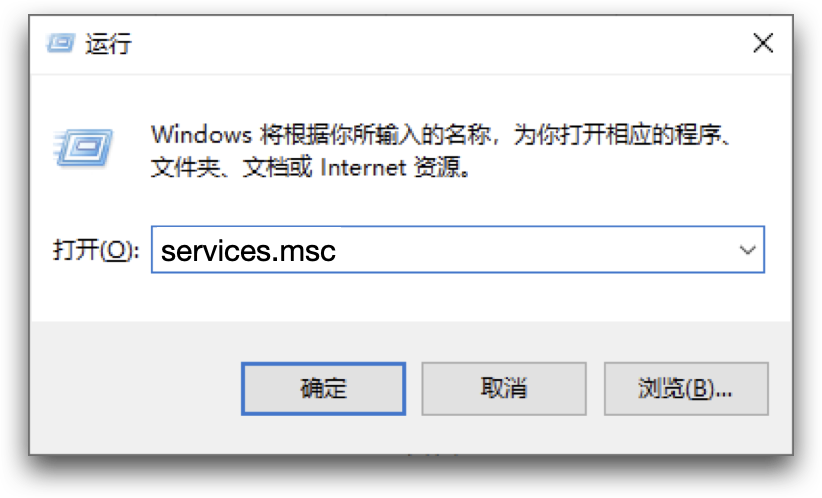 运行
Windows 将根据你所输入的名称，为你打开相应的程序、
文件夹、文档或 Internet 资源。
打开(O): services.msc
确定 取消 浏览(B)...